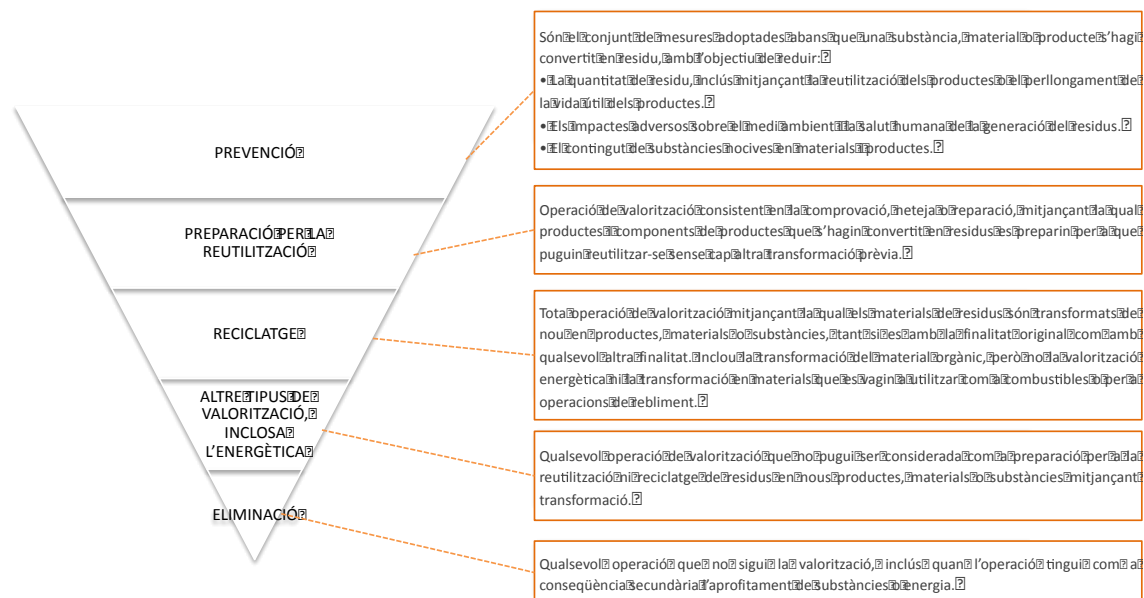 Són el conjunt de mesures adoptades abans que una substància, material o producte s'hagi
convertit en residu, amb l'objectiu de reduir:
• La quantitat de residu, inclús mitjançant la reutilització dels productes o el perllongament de
la vida útil dels productes.
• Els impactes adversos sobre el medi ambient i la salut humana de la generació del residus.
• El contingut de substàncies nocives en materials i productes.
PREVENCIÓ
Operació de valorització consistent en la comprovació, neteja o reparació, mitjançant la qual
productes i components de productes que s'hagin convertit en residus es preparin per a que
puguin reutilitzar-se sense cap altra transformació prèvia.
PREPARACIÓ PER LA
REUTILITZACIÓ
Tota operació de valorització mitjançant la qual els materials de residus són transformats de
nou en productes, materials o substàncies, tant si es amb la finalitat original com amb
qualsevol altra finalitat. Inclou la transformació del material orgànic, però no la valorització
energètica ni la transformació en materials que es vagin a utilitzar com a combustibles o per a
operacions de rebliment.
RECICLATGE
ALTRE TIPUS DE
VALORITZACIÓ,
INCLOSA
L'ENERGÈTICA
Qualsevol operació de valorització que no pugui ser considerada com a preparació per a la
reutilització ni reciclatge de residus en nous productes, materials o substàncies mitjançant
transformació.
ELIMINACIÓ
Qualsevol operació que no sigui la valorització, inclús quan l'operació tingui com a
conseqüència secundària l'aprofitament de substàncies o energia.